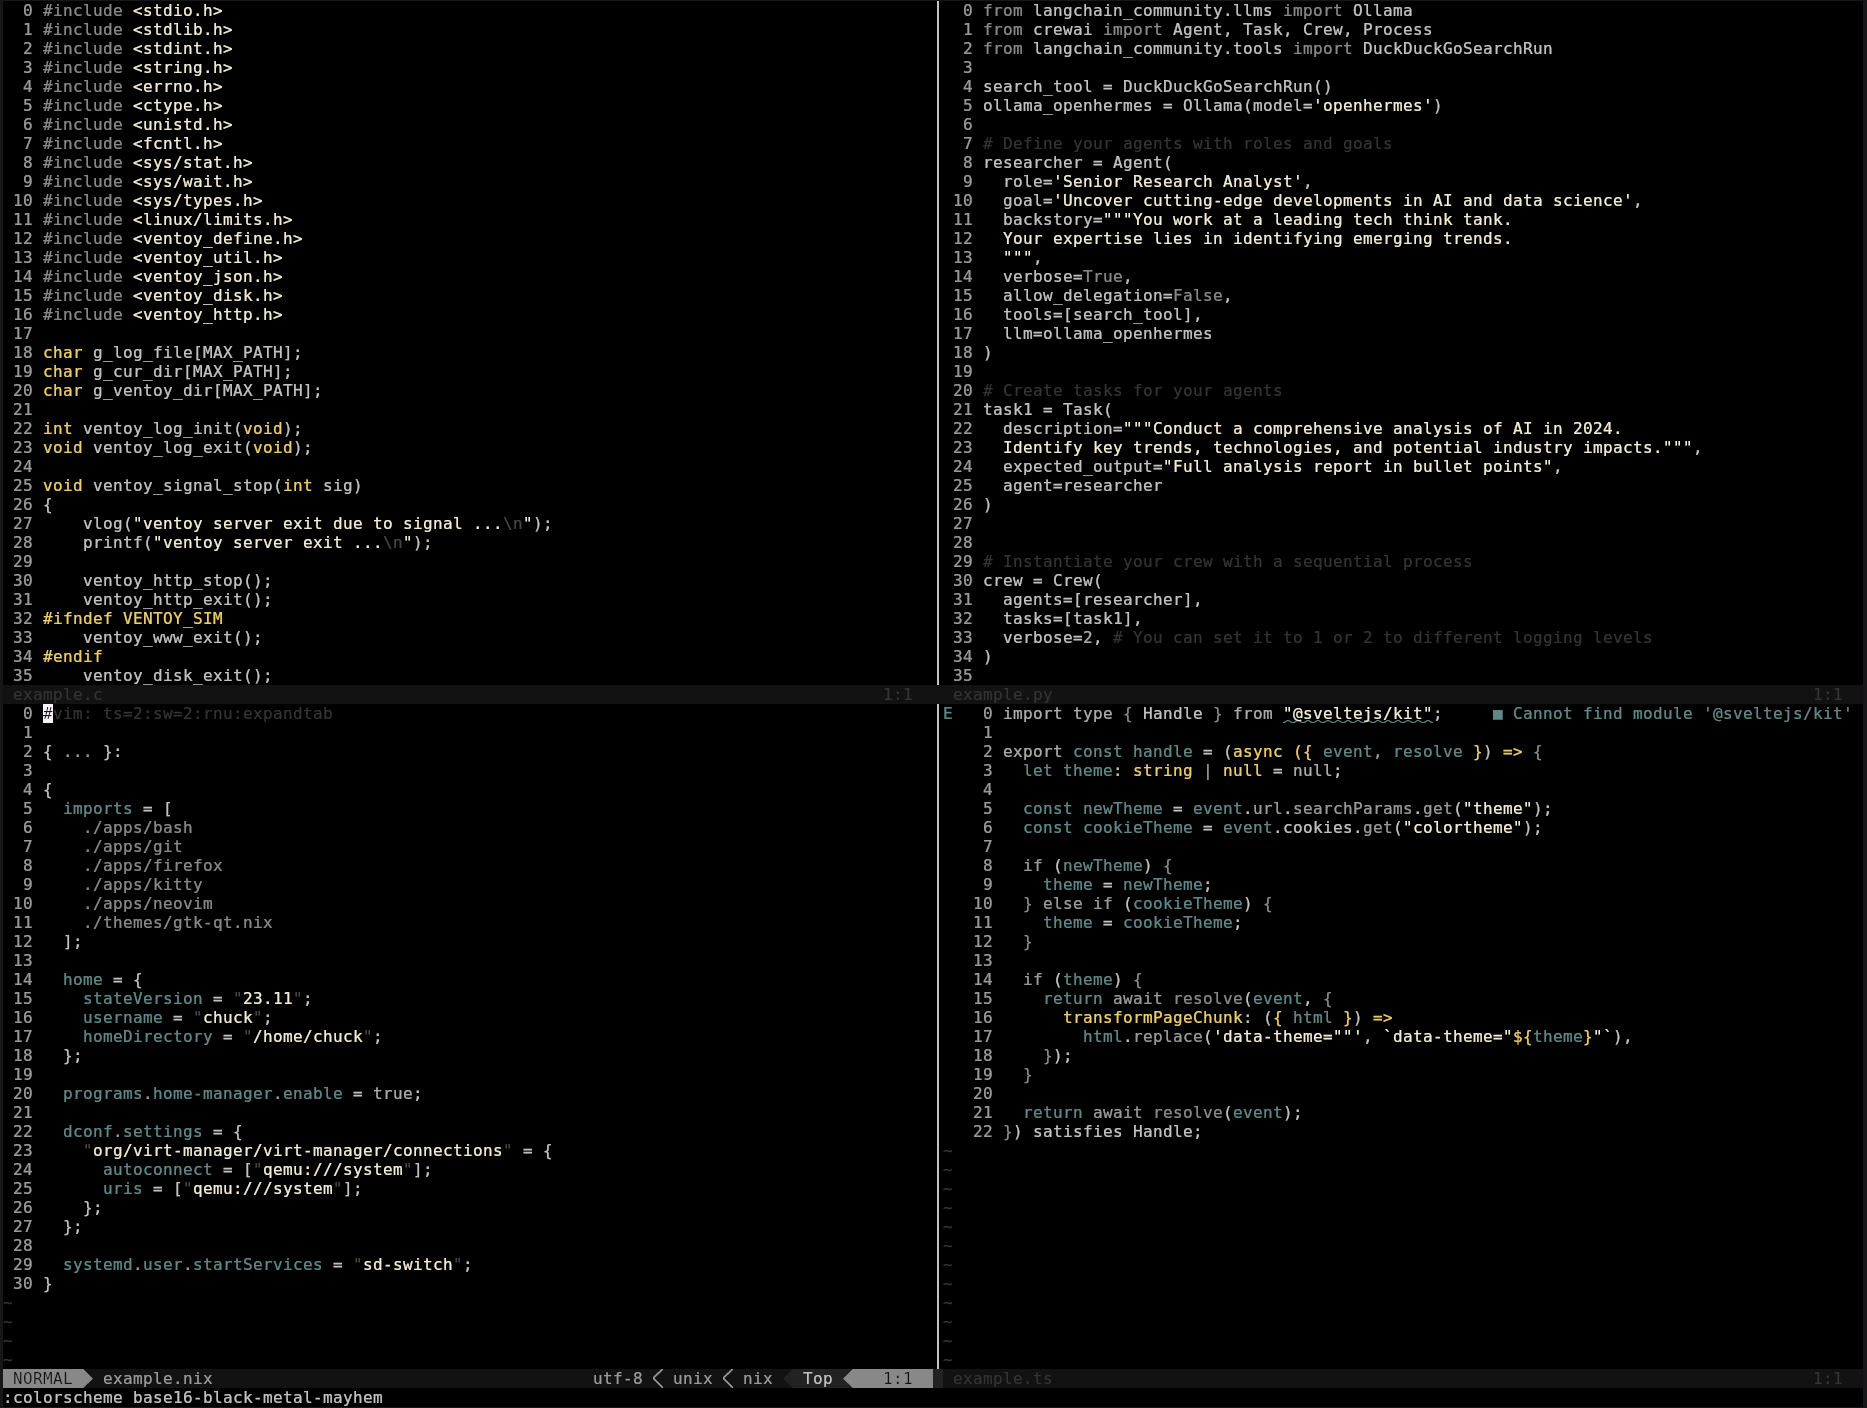 0 #include <stdio.h>
1 #include <stdlib.h>
2 #include <stdint.h>
3 #include <string.h>
4 #include <errno.h>
5 #include <ctype.h>
6 #include <unistd.h>
7 #include <fcntl.h>
8 #include <sys/stat.h>
9 #include <sys/wait.h>
10 #include <sys/types.h>
11 #include <linux/limits.h>
12 #include <ventoy_define.h>
13 #include <ventoy_util.h>
14 #include <ventoy_json.h>
15 #include <ventoy_disk.h>
16 #include <ventoy_http.h>
17
18 char g_log_file[MAX_PATH];
19 char g_cur_dir[MAX_PATH];
20 char g_ventoy_dir[MAX_PATH];
21
22 int ventoy_log_init(void);
23 void ventoy_log_exit(void);
24
25 void ventoy_signal_stop(int sig)
26 {
27     vlog("ventoy server exit due to signal ...\n");
28     printf("ventoy server exit ...\n");
29
30     ventoy_http_stop();
31     ventoy_http_exit();
32 #ifndef VENTOY_SIM
33     ventoy_www_exit();
34 #endif
35     ventoy_disk_exit();
example.c 1:1
0 from langchain_community.llms import Ollama
1 from crewai import Agent, Task, Crew, Process
2 from langchain_community.tools import DuckDuckGoSearchRun
3
4 search_tool = DuckDuckGoSearchRun()
5 ollama_openhermes = Ollama(model='openhermes')
6
7 # Define your agents with roles and goals
8 researcher = Agent(
9   role='Senior Research Analyst',
10   goal='Uncover cutting-edge developments in AI and data science',
11   backstory="""You work at a leading tech think tank.
12   Your expertise lies in identifying emerging trends.
13   """,
14   verbose=True,
15   allow_delegation=False,
16   tools=[search_tool],
17   llm=ollama_openhermes
18 )
19
20 # Create tasks for your agents
21 task1 = Task(
22   description="""Conduct a comprehensive analysis of AI in 2024.
23   Identify key trends, technologies, and potential industry impacts.""",
24   expected_output="Full analysis report in bullet points",
25   agent=researcher
26 )
27
28
29 # Instantiate your crew with a sequential process
30 crew = Crew(
31   agents=[researcher],
32   tasks=[task1],
33   verbose=2, # You can set it to 1 or 2 to different logging levels
34 )
35
example.py 1:1
0 #vim: ts=2:sw=2:rnu:expandtab
1
2 { ... }:
3
4 {
5   imports = [
6     ./apps/bash
7     ./apps/git
8     ./apps/firefox
9     ./apps/kitty
10     ./apps/neovim
11     ./themes/gtk-qt.nix
12   ];
13
14   home = {
15     stateVersion = "23.11";
16     username = "chuck";
17     homeDirectory = "/home/chuck";
18   };
19
20   programs.home-manager.enable = true;
21
22   dconf.settings = {
23     "org/virt-manager/virt-manager/connections" = {
24       autoconnect = ["qemu:///system"];
25       uris = ["qemu:///system"];
26     };
27   };
28
29   systemd.user.startServices = "sd-switch";
30 }
~
~
~
~
NORMAL example.nix utf-8 unix nix Top 1:1
E 0 import type { Handle } from "@sveltejs/kit"; ■ Cannot find module '@sveltejs/kit'
1
2 export const handle = (async ({ event, resolve }) => {
3   let theme: string | null = null;
4
5   const newTheme = event.url.searchParams.get("theme");
6   const cookieTheme = event.cookies.get("colortheme");
7
8   if (newTheme) {
9     theme = newTheme;
10   } else if (cookieTheme) {
11     theme = cookieTheme;
12   }
13
14   if (theme) {
15     return await resolve(event, {
16       transformPageChunk: ({ html }) =>
17         html.replace('data-theme=""', `data-theme="${theme}"`),
18     });
19   }
20
21   return await resolve(event);
22 }) satisfies Handle;
~
~
~
~
~
~
~
~
~
~
~
~
example.ts 1:1
:colorscheme base16-black-metal-mayhem